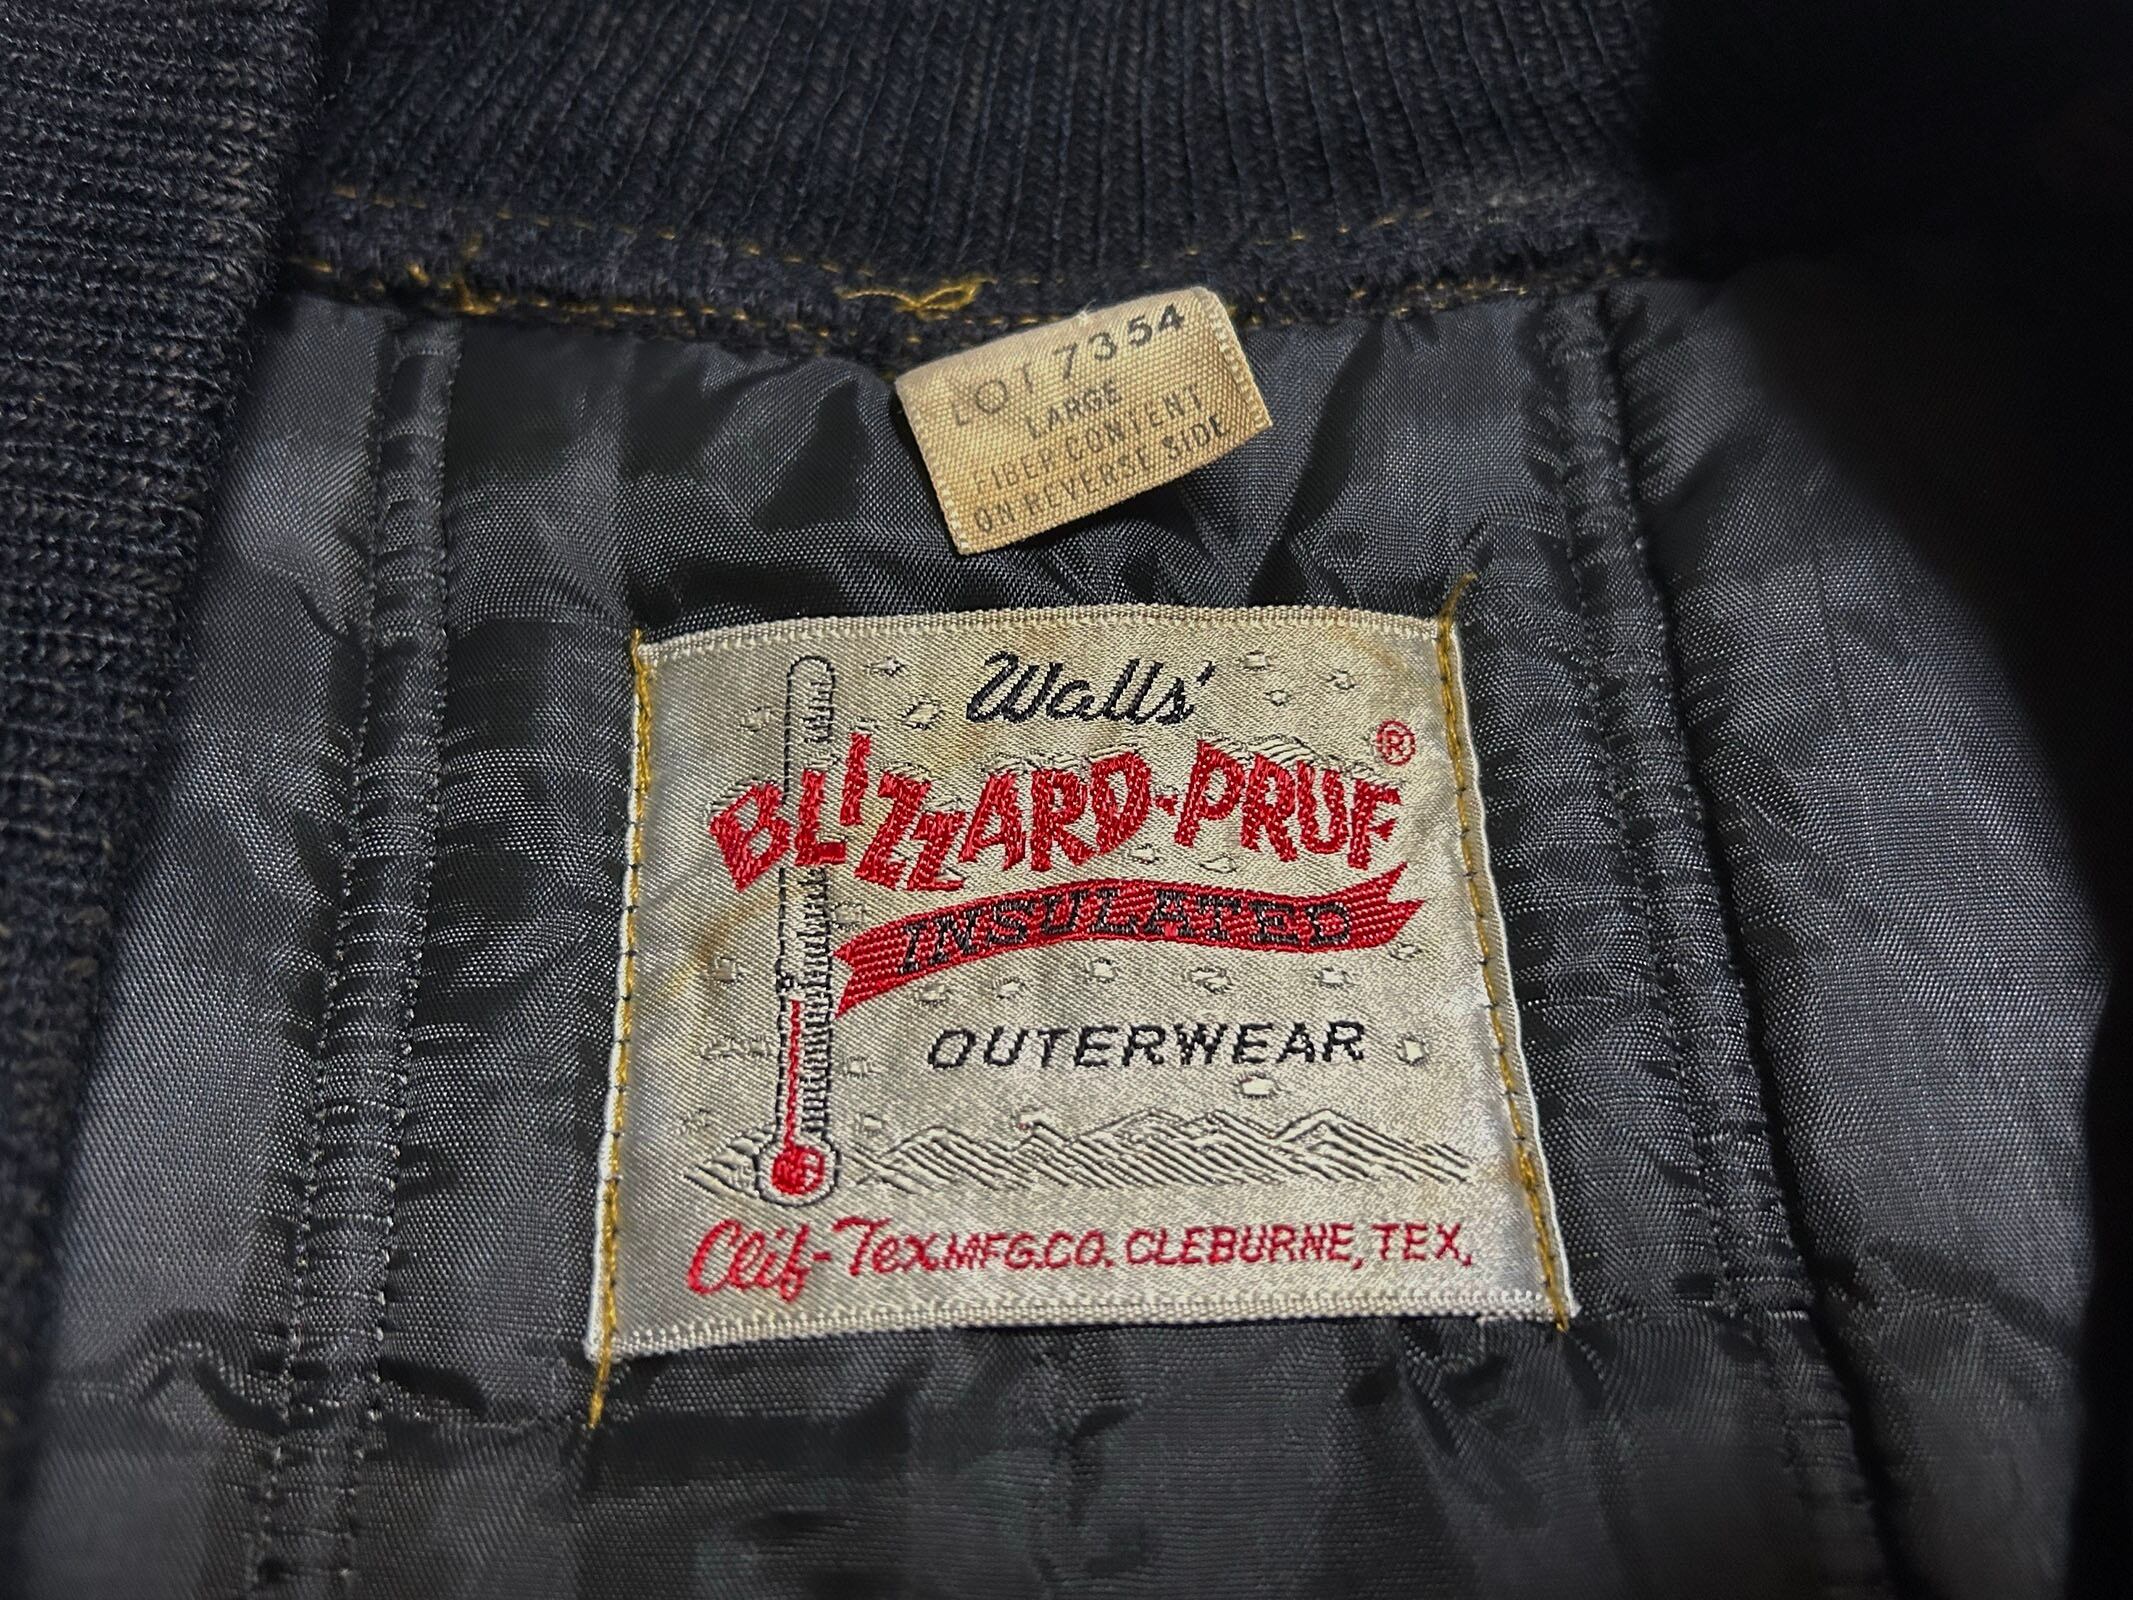 LOT 7354
LARGE
FIBER CONTENT
ON REVERSE SIDE
Walls'
BLIZZARD-PRUF®
INSULATED
OUTERWEAR
Clif-Tex MFG.CO. CLEBURNE, TEX.